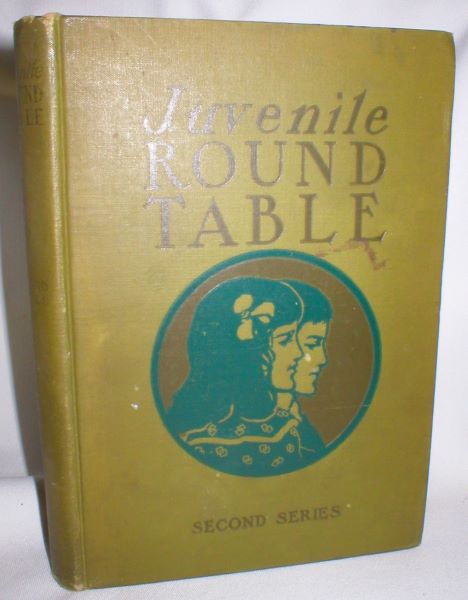 Juvenile
ROUND
TABLE
SECOND SERIES